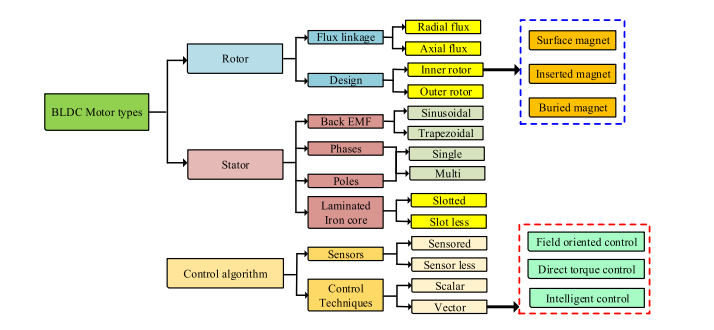 BLDC Motor types
Rotor
Flux linkage
Radial flux
Axial flux
Design
Inner rotor
Outer rotor
Surface magnet
Inserted magnet
Buried magnet
Stator
Back EMF
Sinusoidal
Trapezoidal
Phases
Poles
Single
Multi
Laminated
Iron core
Slotted
Slot less
Control algorithm
Sensors
Sensored
Sensor less
Control
Techniques
Scalar
Vector
Field oriented control
Direct torque control
Intelligent control